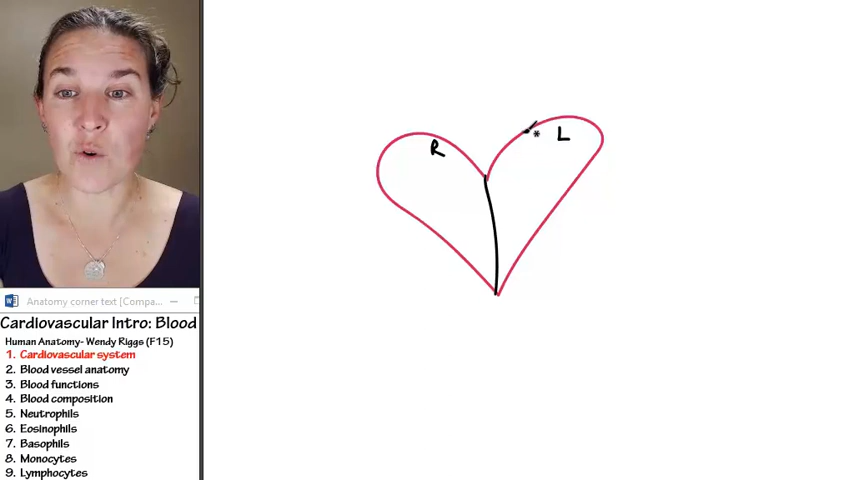 R
* L
Anatomy corner text [Compa...
Cardiovascular Intro: Blood
Human Anatomy- Wendy Riggs (F15)
1. Cardiovascular system
2. Blood vessel anatomy
3. Blood functions
4. Blood composition
5. Neutrophils
6. Eosinophils
7. Basophils
8. Monocytes
9. Lymphocytes